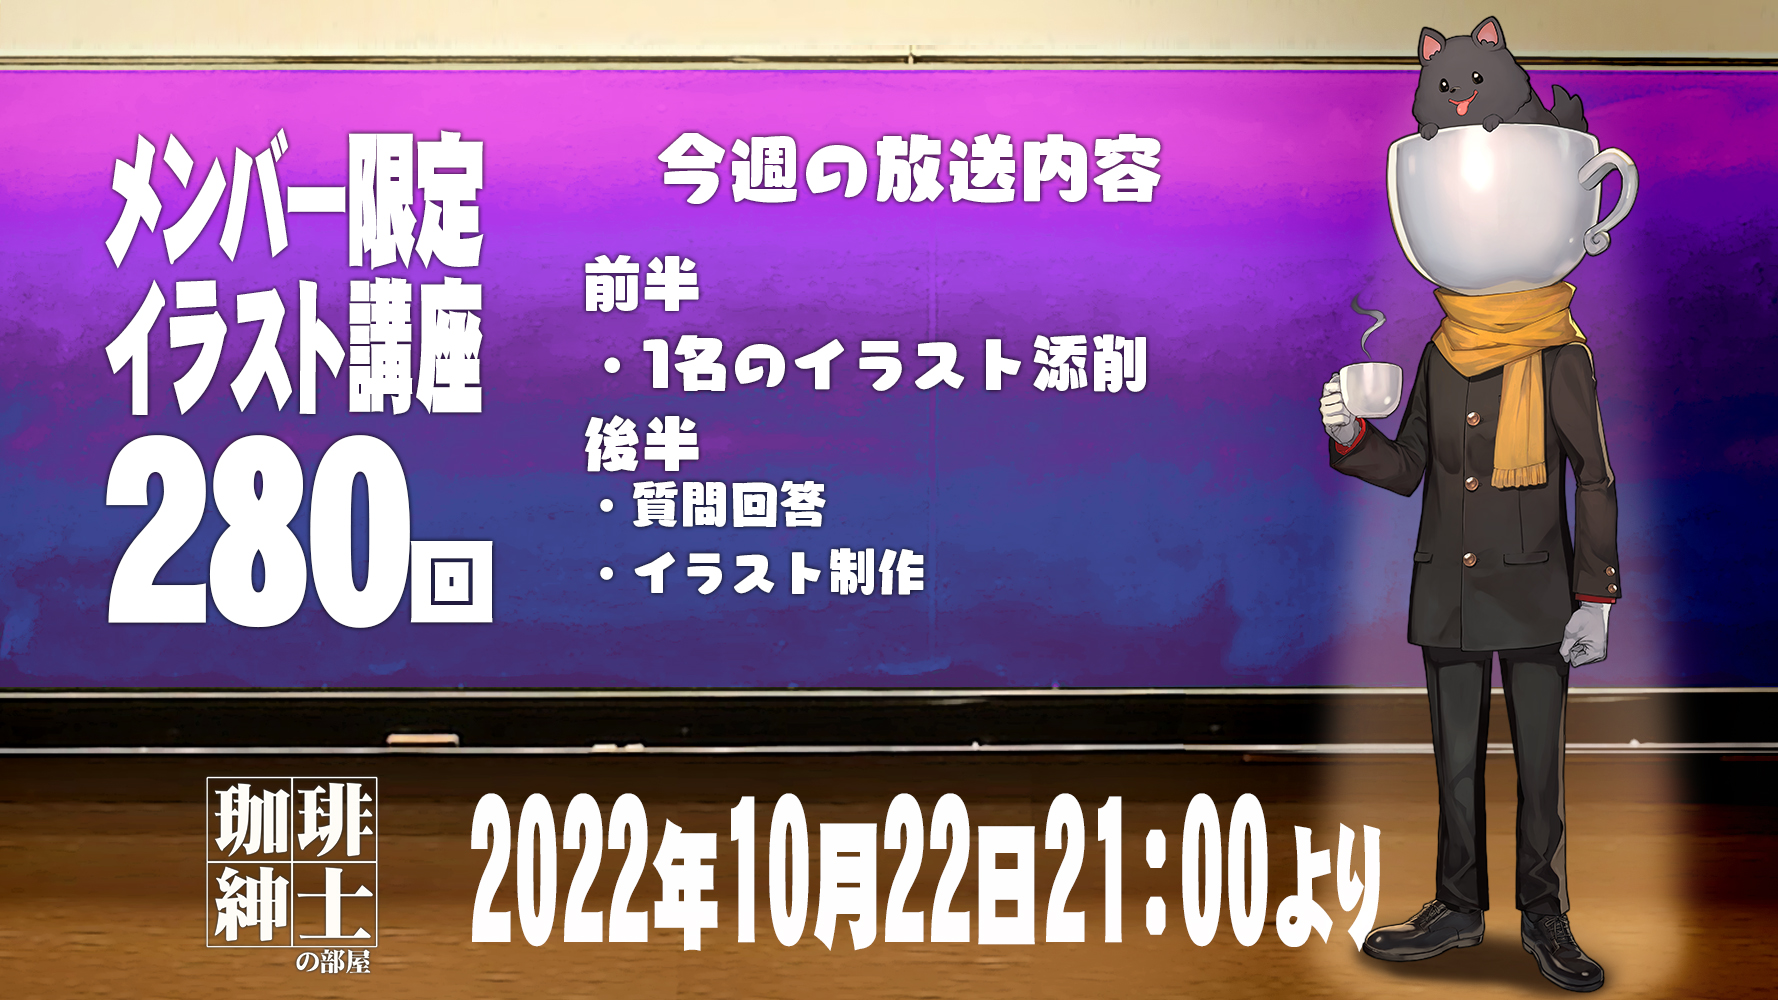 メンバー限定
イラスト講座
280回
今週の放送内容
前半
・1名のイラスト添削
後半
・質問回答
・イラスト制作
珈琲
紳士
の部屋
2022年10月22日21:00より